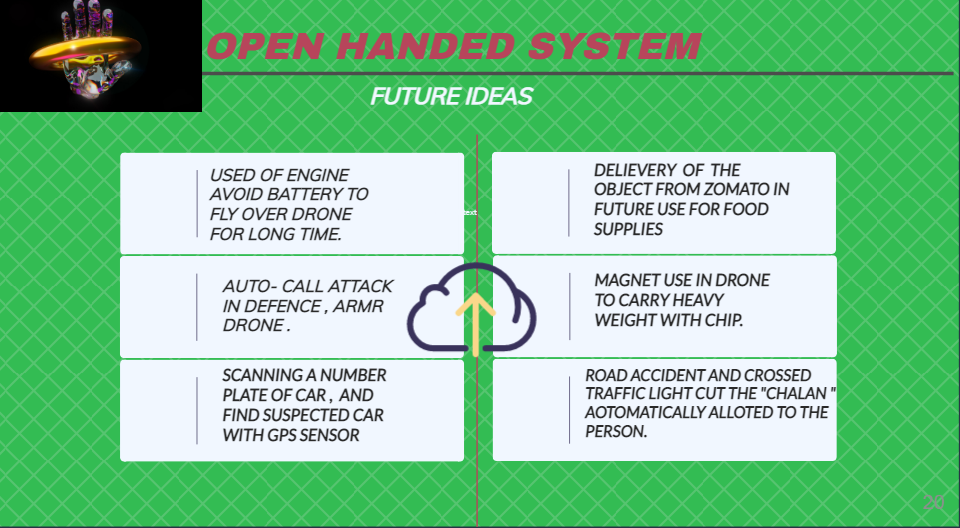 OPEN HANDED SYSTEM
FUTURE IDEAS
USED OF ENGINE
AVOID BATTERY TO
FLY OVER DRONE
FOR LONG TIME.
AUTO- CALL ATTACK
IN DEFENCE , ARMR
DRONE .
SCANNING A NUMBER
PLATE OF CAR , AND
FIND SUSPECTED CAR
WITH GPS SENSOR
text
DELIEVERY OF THE
OBJECT FROM ZOMATO IN
FUTURE USE FOR FOOD
SUPPLIES
MAGNET USE IN DRONE
TO CARRY HEAVY
WEIGHT WITH CHIP.
ROAD ACCIDENT AND CROSSED
TRAFFIC LIGHT CUT THE "CHALAN "
AOTOMATICALLY ALLOTED TO THE
PERSON.
20